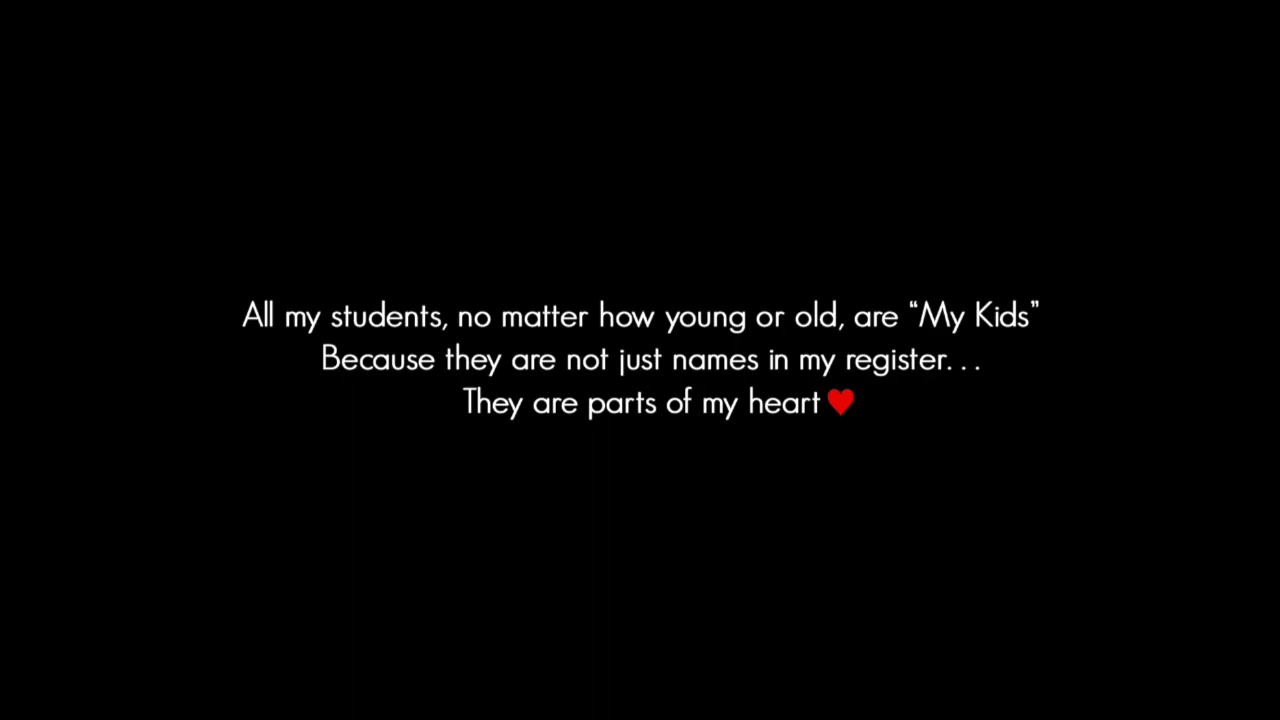 All my students, no matter how young or old, are “My Kids”
Because they are not just names in my register...
They are parts of my heart ♥